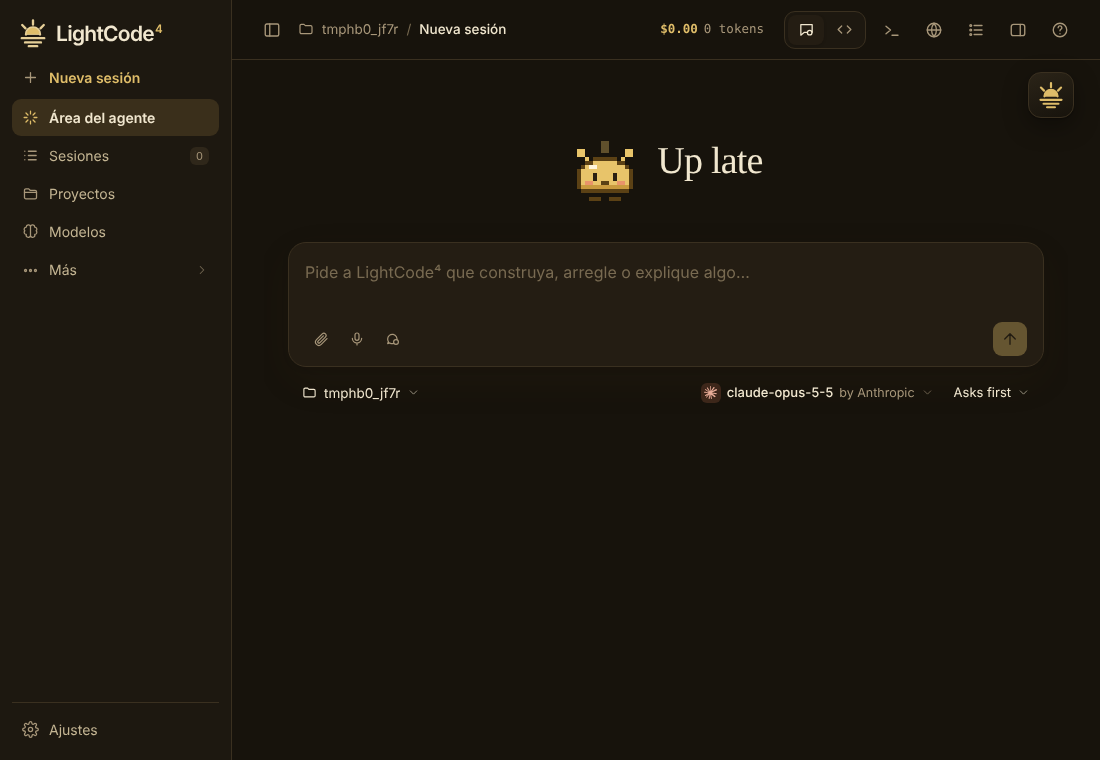 LightCode⁴
Nueva sesión
Área del agente
Sesiones 0
Proyectos
Modelos
Más
Ajustes
tmphb0_jf7r / Nueva sesión
$0.00 0 tokens
Up late
Pide a LightCode⁴ que construya, arregle o explique algo...
tmphb0_jf7r
claude-opus-5-5 by Anthropic
Asks first